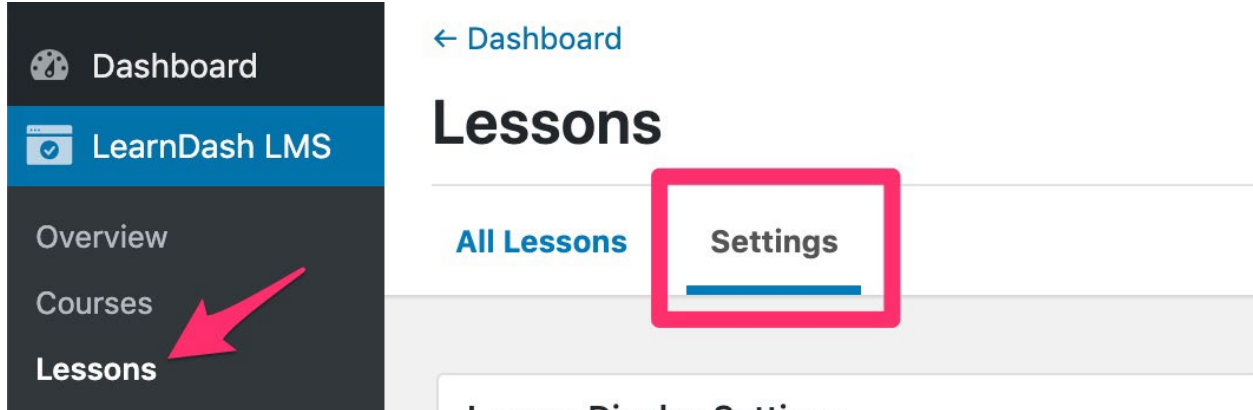 Dashboard
LearnDash LMS
Overview
Courses
Lessons
← Dashboard
Lessons
All Lessons
Settings